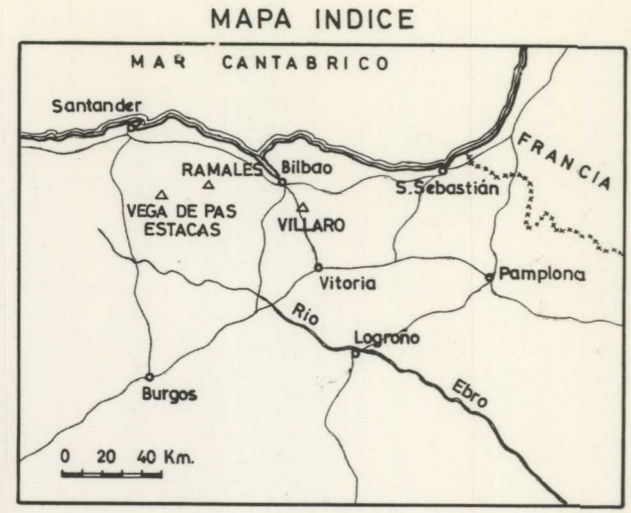 MAPA INDICE
MAR CANTABRICO
Santander
RAMALES
Bilbao
S.Sebastián
FRANCIA
VEGA DE PAS
ESTACAS
VILLARO
Vitoria
Pamplona
Rio
Logroño
Ebro
Burgos
0 20 40 Km.